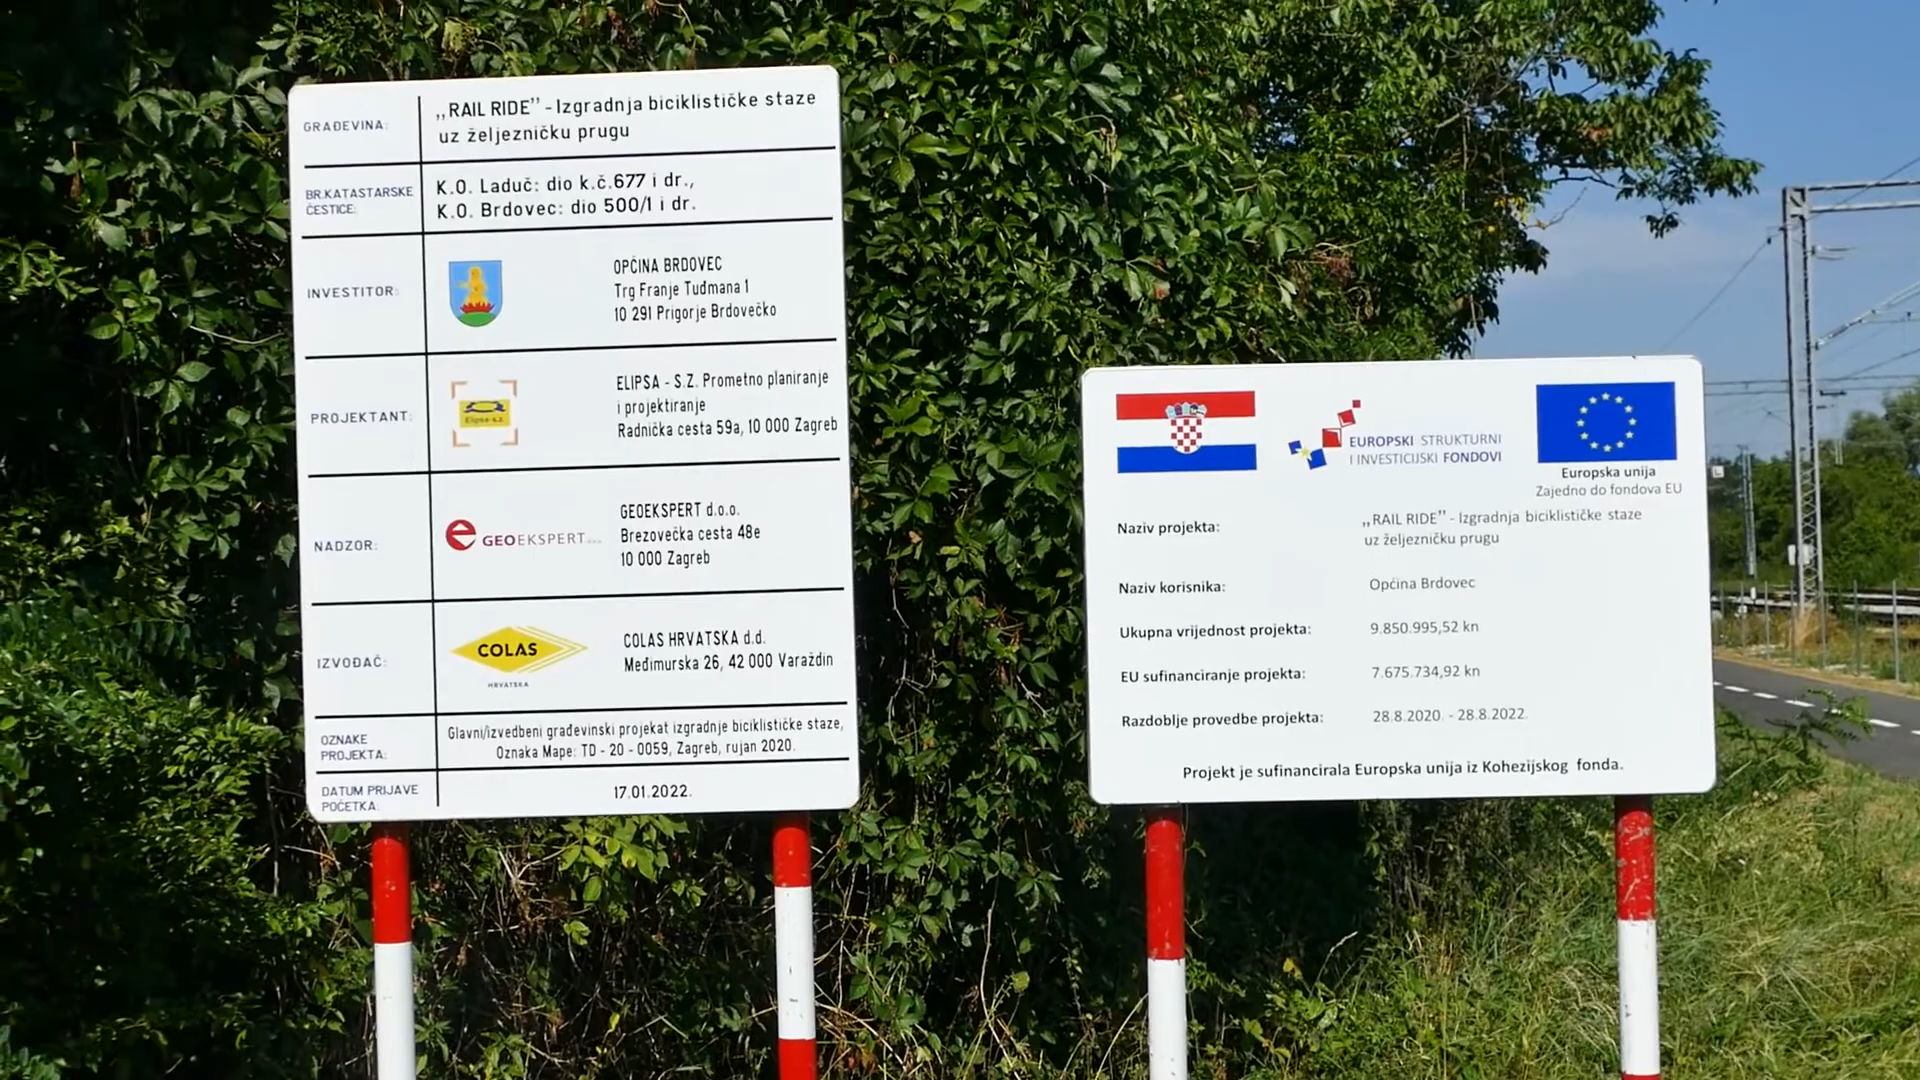 GRAĐEVINA:
„RAIL RIDE” - Izgradnja biciklističke staze
uz željezničku prugu
BR.KATASTARSKE
ČESTICE:
K.O. Laduč: dio k.č.677 i dr.,
K.O. Brdovec: dio 500/1 i dr.
INVESTITOR:
OPĆINA BRDOVEC
Trg Franje Tuđmana 1
10 291 Prigorje Brdovečko
PROJEKTANT:
Elipsa-s.z.
ELIPSA - S.Z. Prometno planiranje
i projektiranje
Radnička cesta 59a, 10 000 Zagreb
NADZOR:
GEOEKSPERT
GEOEKSPERT d.o.o.
Brezovečka cesta 48e
10 000 Zagreb
IZVOĐAČ:
COLAS
HRVATSKA
COLAS HRVATSKA d.d.
Međimurska 26, 42 000 Varaždin
OZNAKE
PROJEKTA:
Glavni/izvedbeni građevinski projekat izgradnje biciklističke staze,
Oznaka Mape: TD - 20 - 0059, Zagreb, rujan 2020.
DATUM PRIJAVE
POČETKA:
17.01.2022.
EUROPSKI STRUKTURNI
I INVESTICIJSKI FONDOVI
Europska unija
Zajedno do fondova EU
Naziv projekta:
„RAIL RIDE” - Izgradnja biciklističke staze
uz željezničku prugu
Naziv korisnika:
Općina Brdovec
Ukupna vrijednost projekta:
9.850.995,52 kn
EU sufinanciranje projekta:
7.675.734,92 kn
Razdoblje provedbe projekta:
28.8.2020. - 28.8.2022.
Projekt je sufinancirala Europska unija iz Kohezijskog fonda.